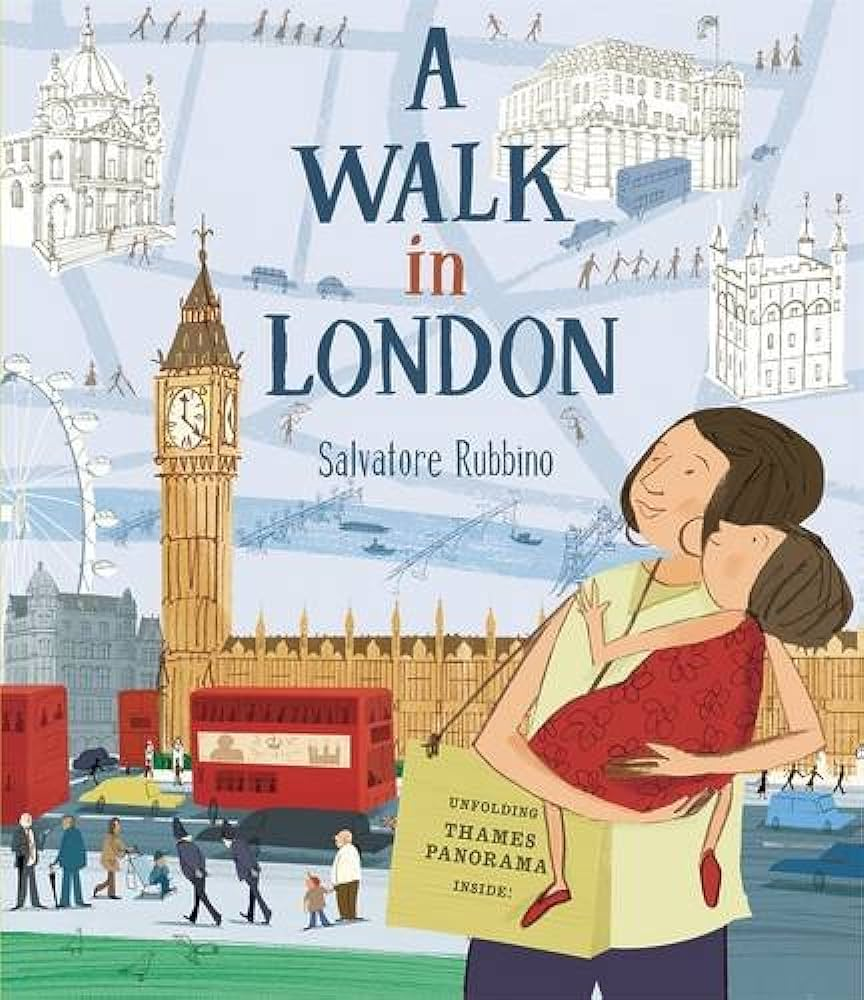 A
WALK
in
LONDON
Salvatore Rubbino
UNFOLDING
THAMES
PANORAMA
INSIDE!